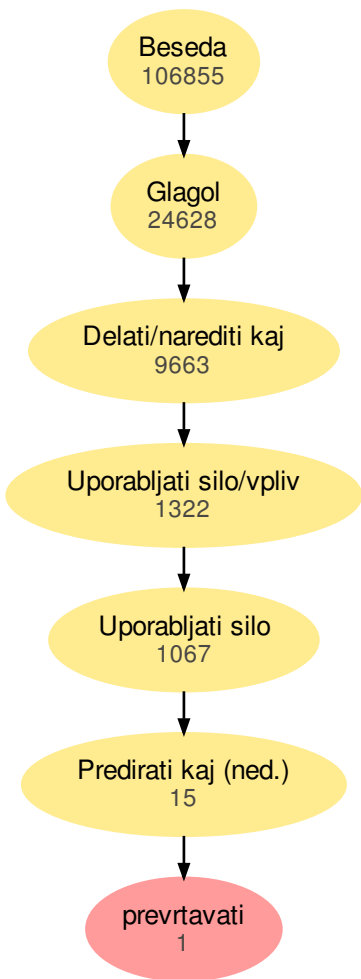 Beseda
106855
Glagol
24628
Delati/narediti kaj
9663
Uporabljati silo/vpliv
1322
Uporabljati silo
1067
Predirati kaj (ned.)
15
prevrtavati
1